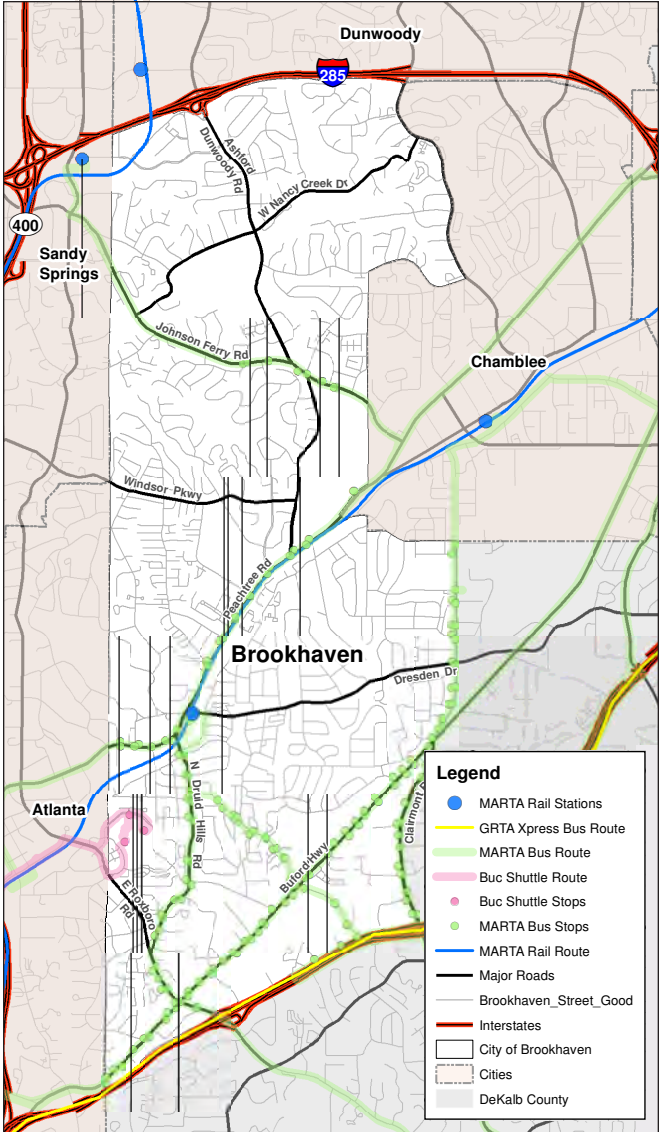 Dunwoody
285
Ashford
Dunwoody Rd
W Nancy Creek Dr
400
Sandy
Springs
Johnson Ferry Rd
Chamblee
Windsor Pkwy
Peachtree Rd
Brookhaven
Dresden Dr
Atlanta
N Druid Hills Rd
Buford Hwy
Clairmont
E Roxboro
Rd
Legend
MARTA Rail Stations
GRTA Xpress Bus Route
MARTA Bus Route
Buc Shuttle Route
Buc Shuttle Stops
MARTA Bus Stops
MARTA Rail Route
Major Roads
Brookhaven_Street_Good
Interstates
City of Brookhaven
Cities
DeKalb County